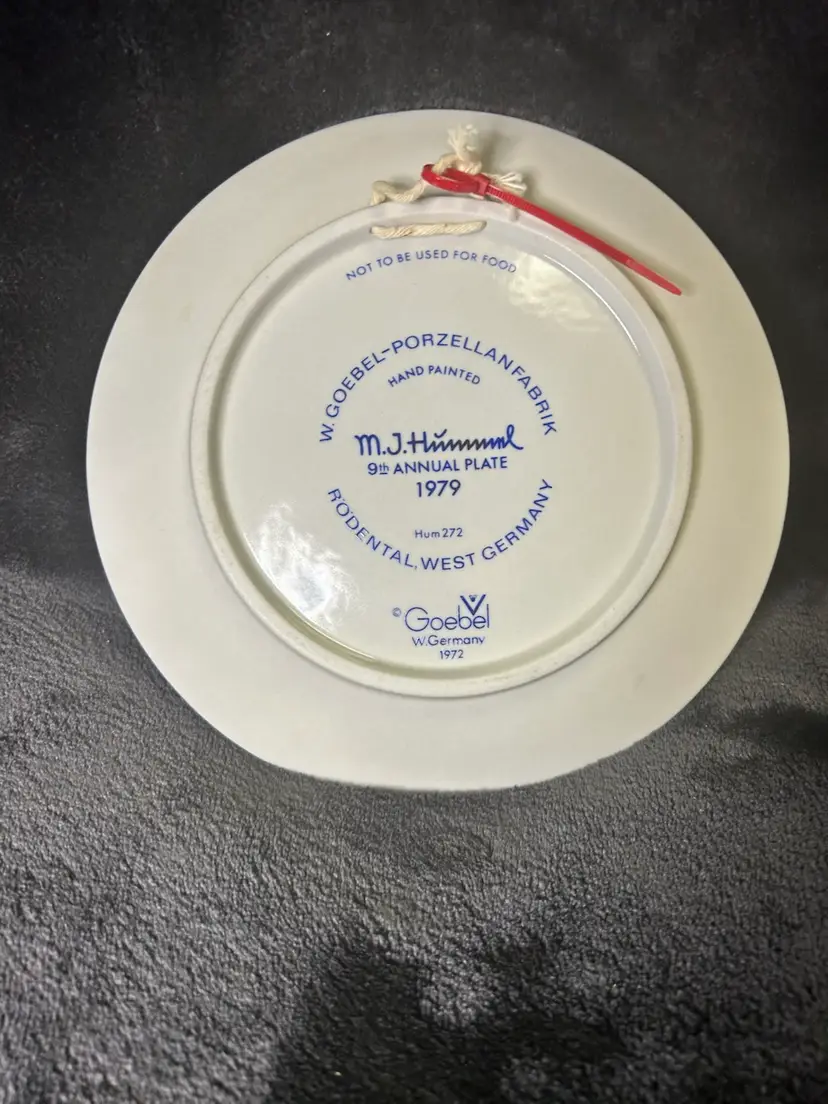 NOT TO BE USED FOR FOOD
W. GOEBEL-PORZELLANFABRIK
HAND PAINTED
M.J.Hümmel
9th ANNUAL PLATE
1979
Hum 272
RÖDENTAL, WEST GERMANY
© Goebel
W.Germany
1972